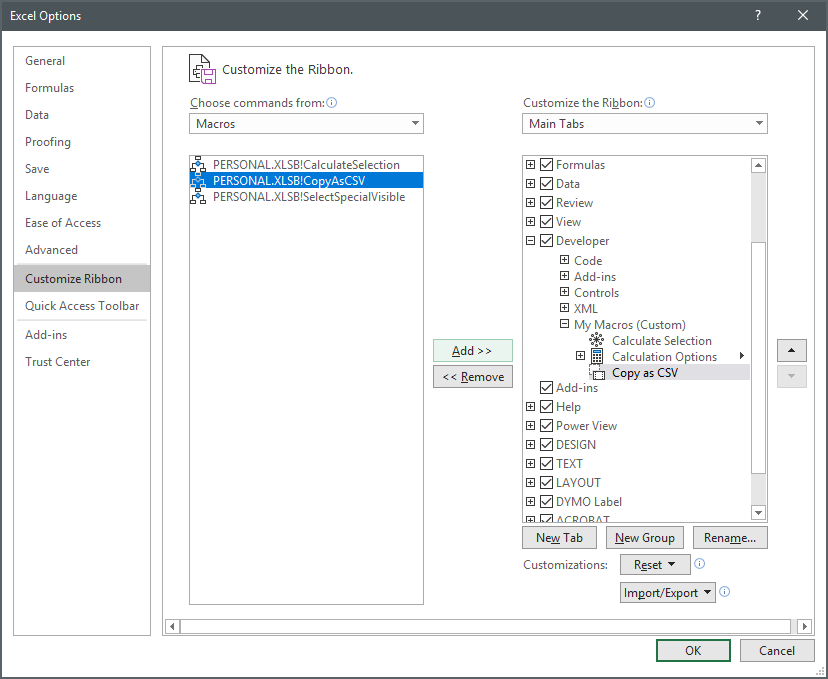 Excel Options
?
General
Formulas
Data
Proofing
Save
Language
Ease of Access
Advanced
Customize Ribbon
Quick Access Toolbar
Add-ins
Trust Center
Customize the Ribbon.
Choose commands from:
Macros
PERSONAL.XLSB!CalculateSelection
PERSONAL.XLSB!CopyAsCSV
PERSONAL.XLSB!SelectSpecialVisible
Add >>
<< Remove
Customize the Ribbon:
Main Tabs
Formulas
Data
Review
View
Developer
Code
Add-ins
Controls
XML
My Macros (Custom)
Calculate Selection
Calculation Options
Copy as CSV
Add-ins
Help
Power View
DESIGN
TEXT
LAYOUT
DYMO Label
ACROBAT
New Tab
New Group
Rename...
Customizations:
Reset
Import/Export
OK
Cancel